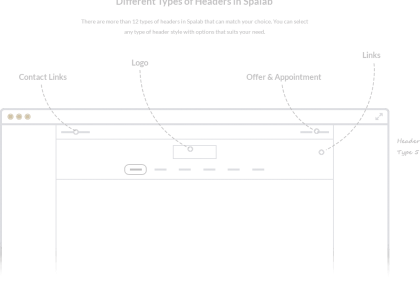 Different Types of Headers in Spalab
There are more than 12 types of headers in Spalab that can match your choice. You can select
any type of header style with options that suits your need.
Links
Logo
Contact Links
Offer & Appointment
Header
Type 5